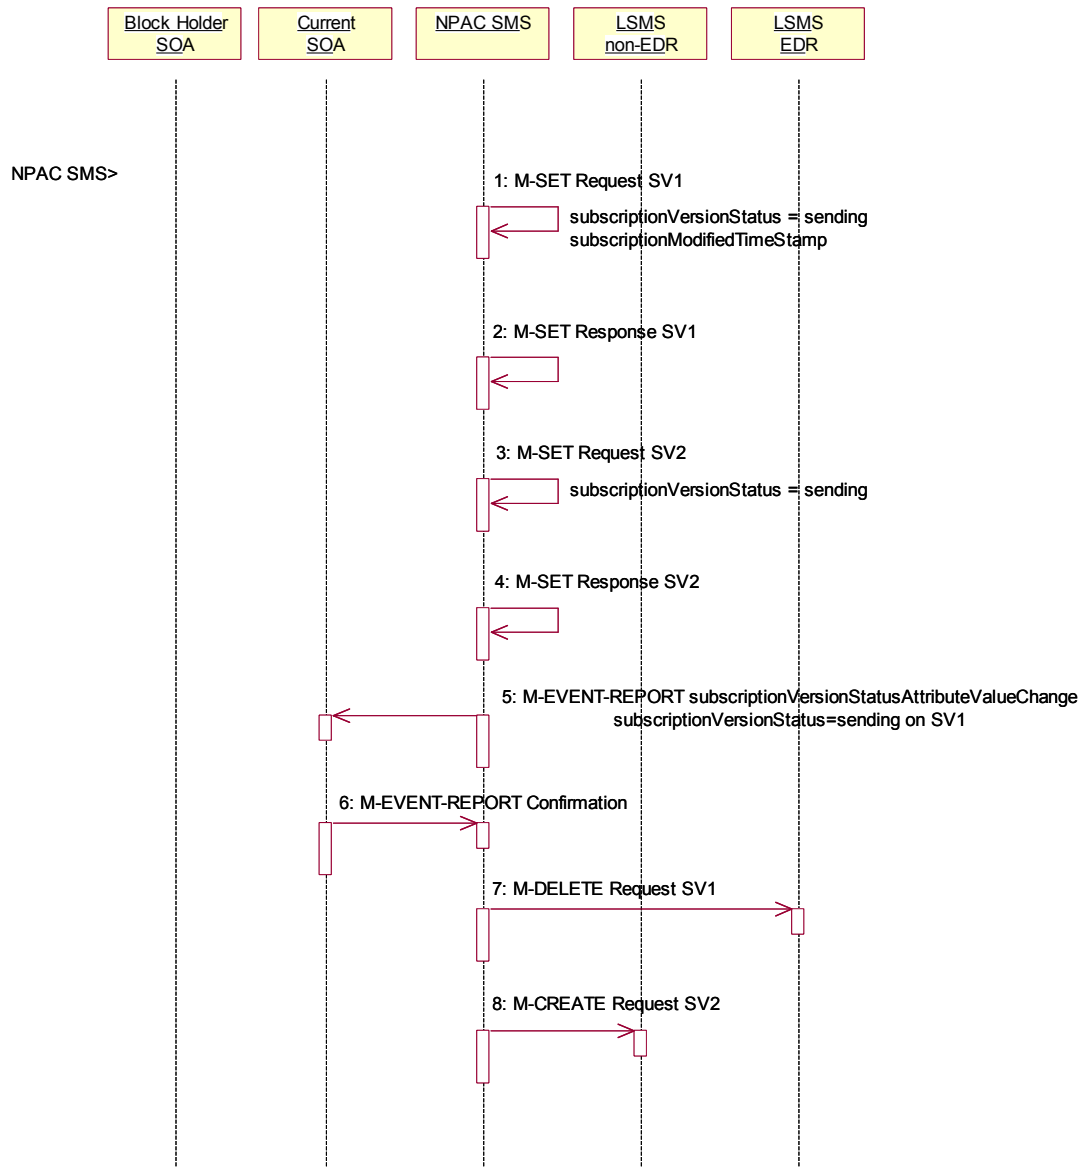 Block Holder
SOA
Current
SOA
NPAC SMS
LSMS
non-EDR
LSMS
EDR
NPAC SMS>
1: M-SET Request SV1
subscriptionVersionStatus = sending
subscriptionModifiedTimeStamp
2: M-SET Response SV1
3: M-SET Request SV2
subscriptionVersionStatus = sending
4: M-SET Response SV2
5: M-EVENT-REPORT subscriptionVersionStatusAttributeValueChange
subscriptionVersionStatus=sending on SV1
6: M-EVENT-REPORT Confirmation
7: M-DELETE Request SV1
8: M-CREATE Request SV2